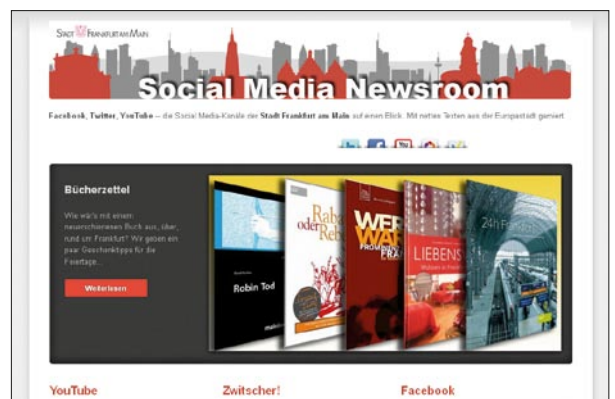 STADT FRANKFURT AM MAIN
Social Media Newsroom
Facebook, Twitter, YouTube – die Social Media-Kanäle der Stadt Frankfurt am Main auf einen Blick. Mit netten Texten aus der Europastadt garniert
Bücherzettel
Wie wär's mit einem
neuerschienenen Buch aus, über,
rund um Frankfurt? Wir geben ein
paar Geschenktipps für die
Feiertage...
Weiterlesen
Robin Tod
oder
WER
WAR
LIEBENS
24h
YouTube
Zwitscher!
Facebook